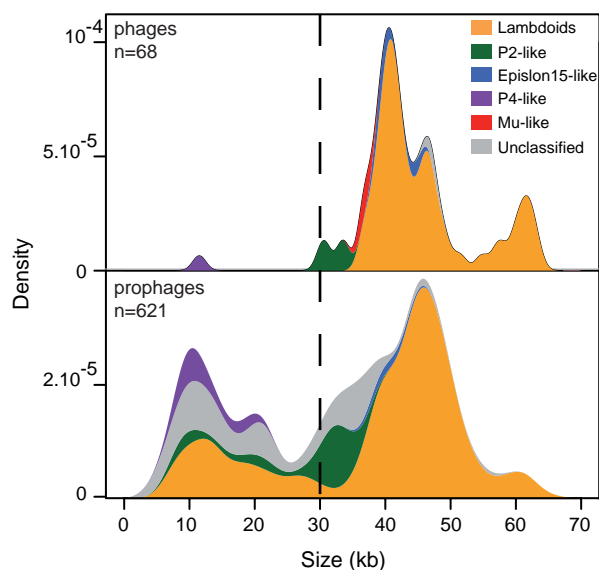 phages
n=68
10-4
5.10-5
0
Lambdoids
P2-like
Epislon15-like
P4-like
Mu-like
Unclassified
Density
prophages
n=621
2.10-5
0
0 10 20 30 40 50 60 70
Size (kb)